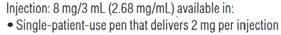 Injection: 8 mg/3 mL (2.68 mg/mL) available in:
• Single-patient-use pen that delivers 2 mg per injection